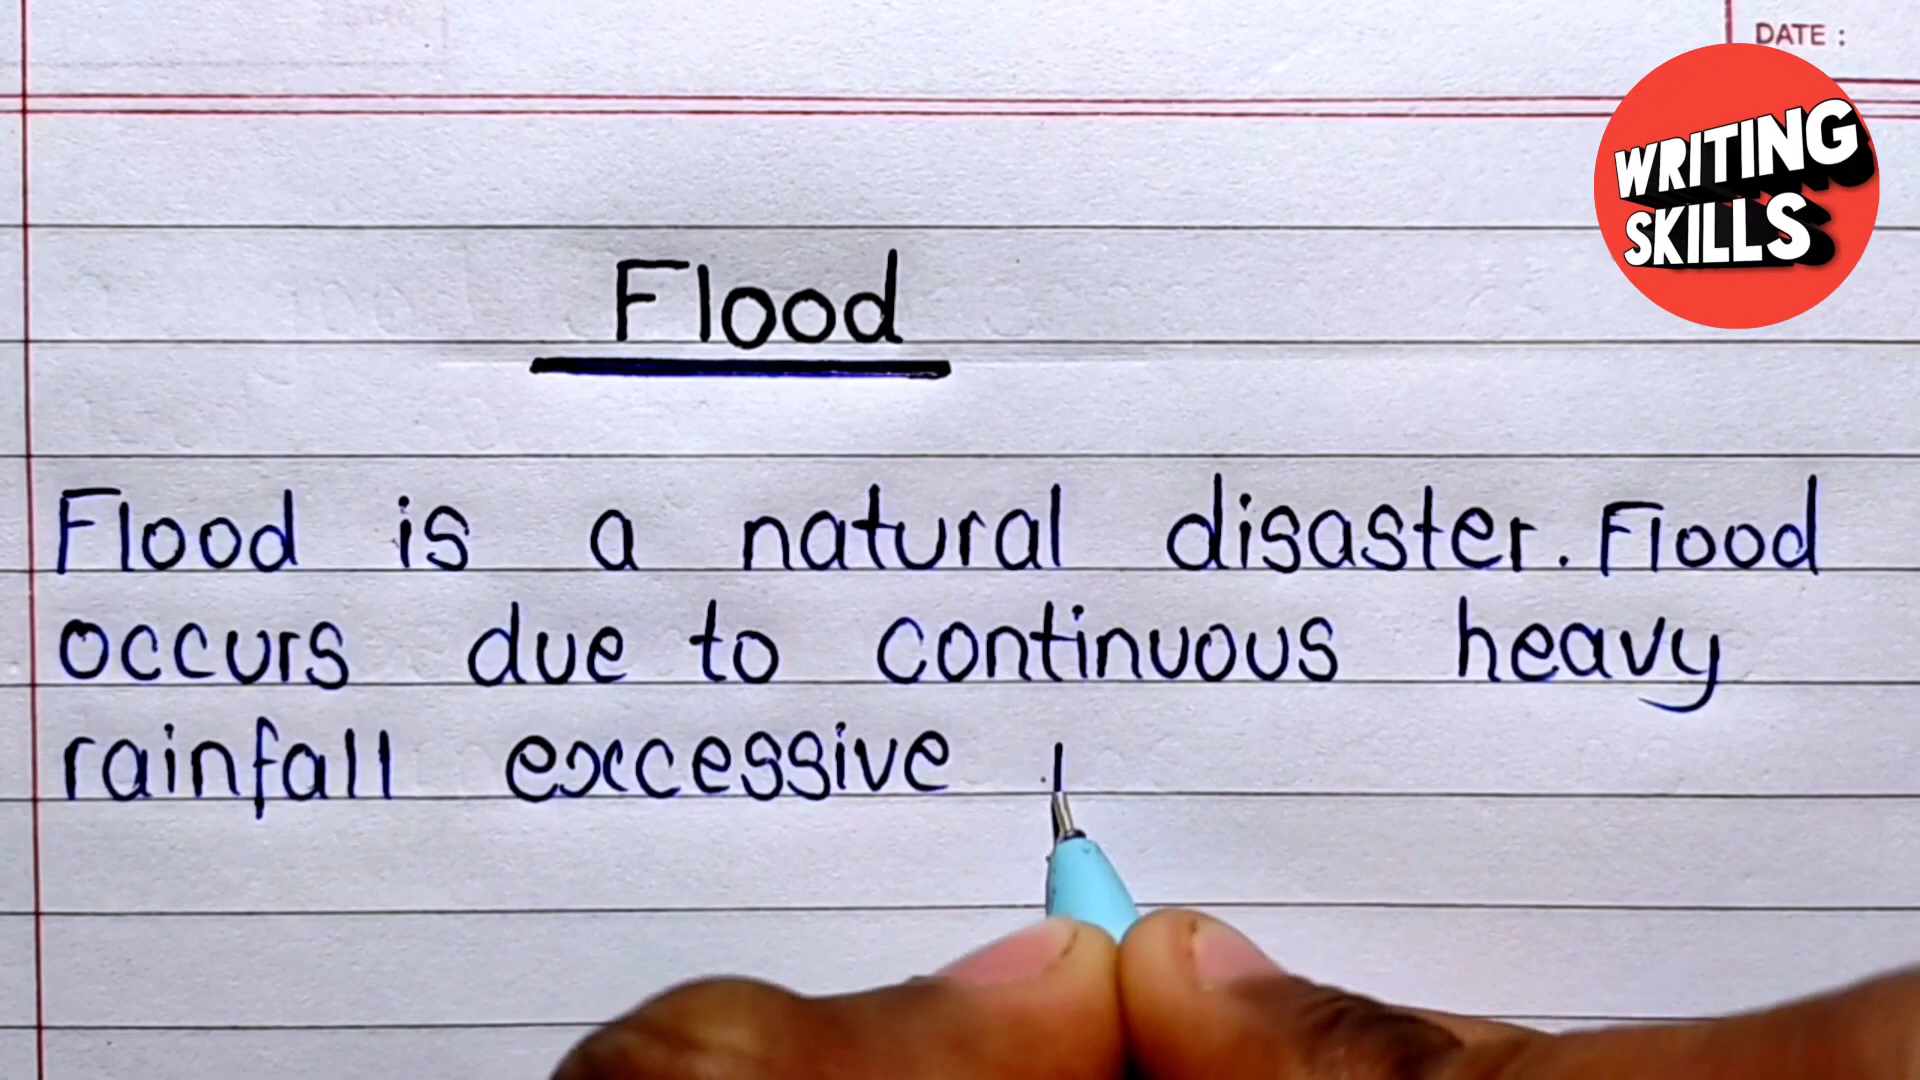 DATE :
WRITING
SKILLS
Flood
Flood is a natural disaster. Flood
occurs due to continuous heavy
rainfall excessive